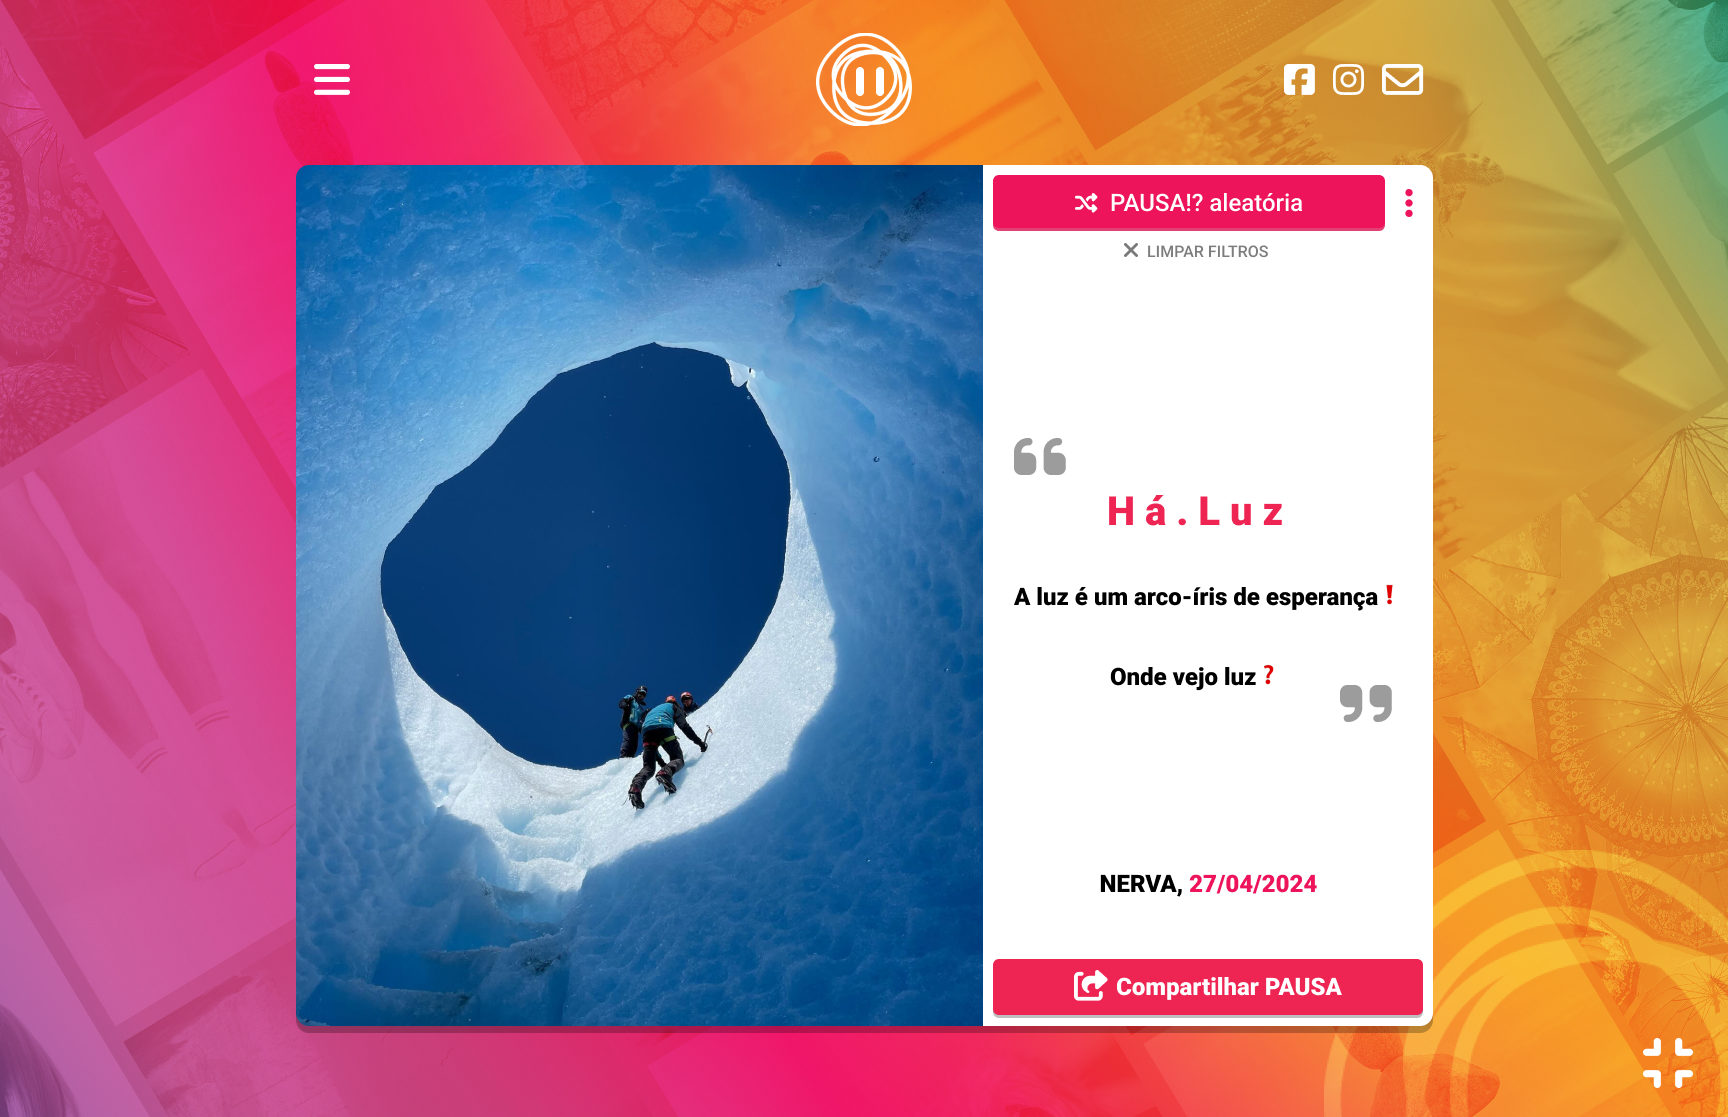 PAUSA!? aleatória
LIMPAR FILTROS
Há.Luz
A luz é um arco-íris de esperança !
Onde vejo luz ?
NERVA, 27/04/2024
Compartilhar PAUSA